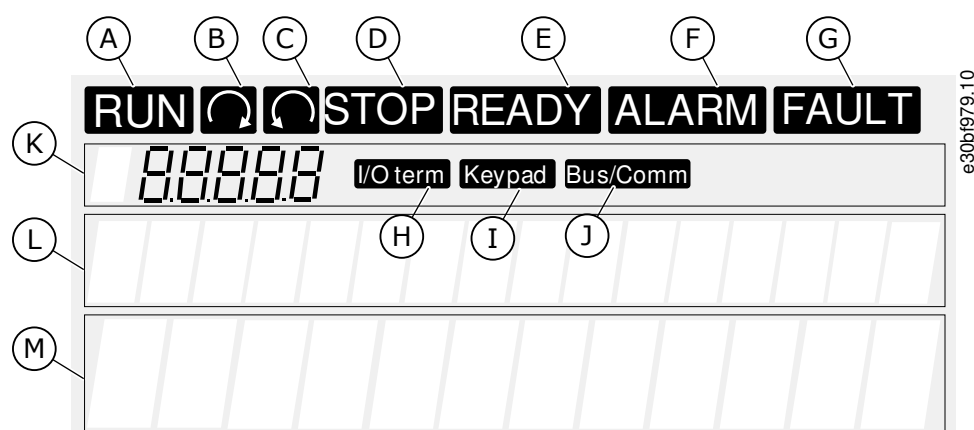 A B C D E F G
RUN STOP READY ALARM FAULT
K 8.8.8.8.8 I/O term Keypad Bus/Comm
H I J
L
M
e30bf979.10